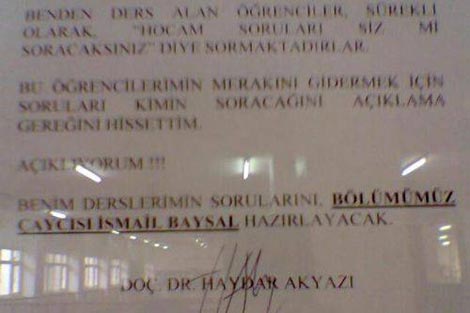 BENDEN DERS ALAN ÖĞRENCİLER, SÜREKLİ
OLARAK, "HOCAM SORULARI SİZ Mİ
SORACAKSINIZ" DİYE SORMAKTADIRLAR.
BU ÖĞRENCİLERİMİN MERAKINI GİDERMEK İÇİN
SORULARI KİMİN SORACAĞINI AÇIKLAMA
GEREĞİNİ HİSSETTİM.
AÇIKLIYORUM !!!
BENİM DERSLERİMİN SORULARINI, BÖLÜMÜMÜZ
ÇAYCISI İSMAİL BAYSAL HAZIRLAYACAK.
DOÇ. DR. HAYDAR AKYAZI